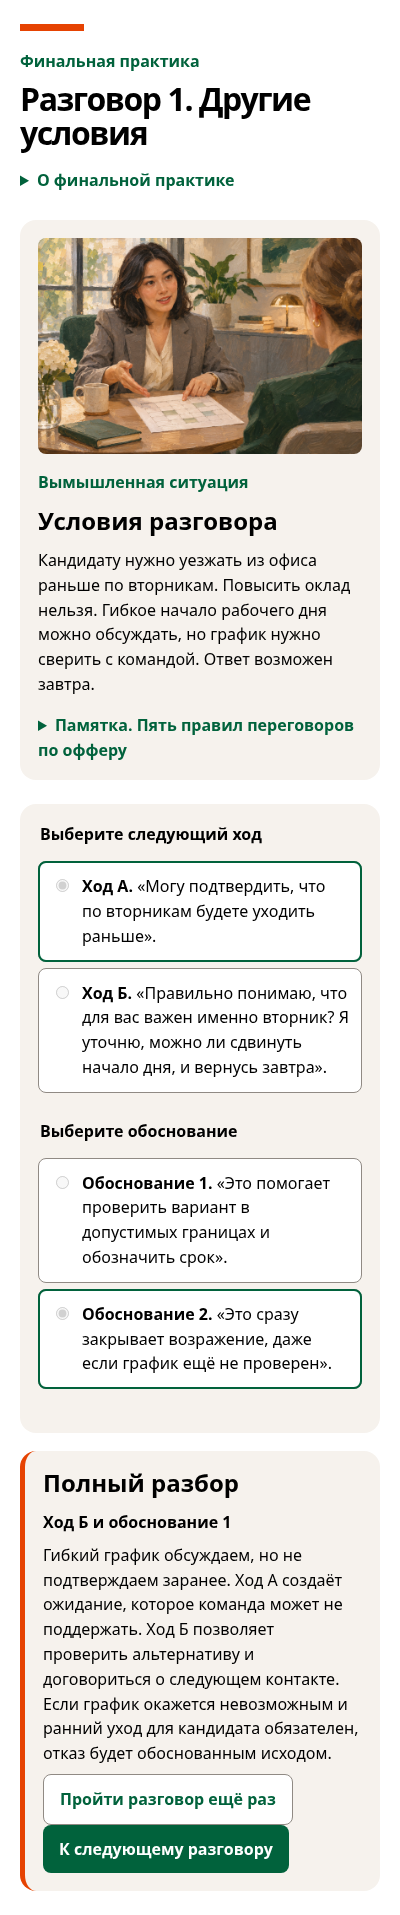 Финальная практика
Разговор 1. Другие
условия
О финальной практике
Вымышленная ситуация
Условия разговора
Кандидату нужно уезжать из офиса
раньше по вторникам. Повысить оклад
нельзя. Гибкое начало рабочего дня
можно обсуждать, но график нужно
сверить с командой. Ответ возможен
завтра.
Памятка. Пять правил переговоров
по офферу
Выберите следующий ход
Ход А. «Могу подтвердить, что
по вторникам будете уходить
раньше».
Ход Б. «Правильно понимаю, что
для вас важен именно вторник? Я
уточню, можно ли сдвинуть
начало дня, и вернусь завтра».
Выберите обоснование
Обоснование 1. «Это помогает
проверить вариант в
допустимых границах и
обозначить срок».
Обоснование 2. «Это сразу
закрывает возражение, даже
если график ещё не проверен».
Полный разбор
Ход Б и обоснование 1
Гибкий график обсуждаем, но не
подтверждаем заранее. Ход А создаёт
ожидание, которое команда может не
поддержать. Ход Б позволяет
проверить альтернативу и
договориться о следующем контакте.
Если график окажется невозможным и
ранний уход для кандидата обязателен,
отказ будет обоснованным исходом.
Пройти разговор ещё раз
К следующему разговору